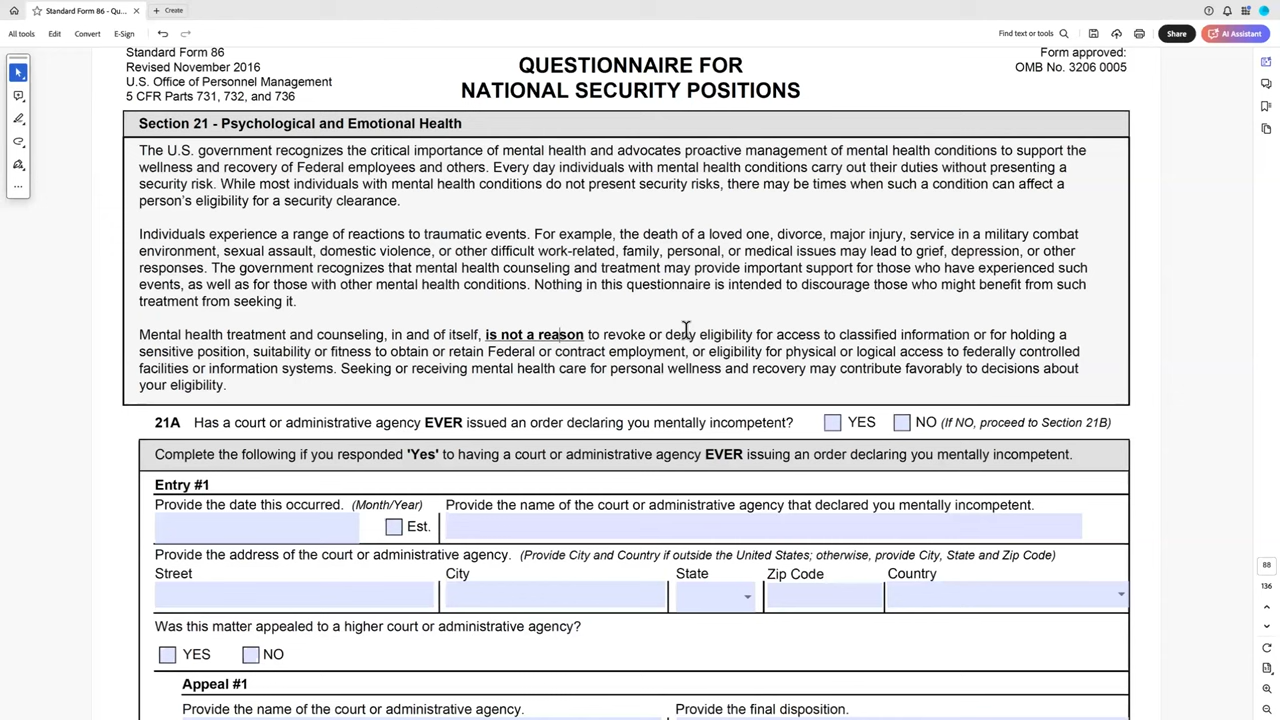 Standard Form 86 - Qu...
Create
All tools Edit Convert E-Sign
Find text or tools
Share
AI Assistant
Standard Form 86
Revised November 2016
U.S. Office of Personnel Management
5 CFR Parts 731, 732, and 736
QUESTIONNAIRE FOR
NATIONAL SECURITY POSITIONS
Form approved:
OMB No. 3206 0005
Section 21 - Psychological and Emotional Health
The U.S. government recognizes the critical importance of mental health and advocates proactive management of mental health conditions to support the
wellness and recovery of Federal employees and others. Every day individuals with mental health conditions carry out their duties without presenting a
security risk. While most individuals with mental health conditions do not present security risks, there may be times when such a condition can affect a
person's eligibility for a security clearance.
Individuals experience a range of reactions to traumatic events. For example, the death of a loved one, divorce, major injury, service in a military combat
environment, sexual assault, domestic violence, or other difficult work-related, family, personal, or medical issues may lead to grief, depression, or other
responses. The government recognizes that mental health counseling and treatment may provide important support for those who have experienced such
events, as well as for those with other mental health conditions. Nothing in this questionnaire is intended to discourage those who might benefit from such
treatment from seeking it.
Mental health treatment and counseling, in and of itself, is not a reason to revoke or deny eligibility for access to classified information or for holding a
sensitive position, suitability or fitness to obtain or retain Federal or contract employment, or eligibility for physical or logical access to federally controlled
facilities or information systems. Seeking or receiving mental health care for personal wellness and recovery may contribute favorably to decisions about
your eligibility.
21A Has a court or administrative agency EVER issued an order declaring you mentally incompetent? YES NO (If NO, proceed to Section 21B)
Complete the following if you responded 'Yes' to having a court or administrative agency EVER issuing an order declaring you mentally incompetent.
Entry #1
Provide the date this occurred. (Month/Year)
Est.
Provide the name of the court or administrative agency that declared you mentally incompetent.
Provide the address of the court or administrative agency. (Provide City and Country if outside the United States; otherwise, provide City, State and Zip Code)
Street City State Zip Code Country
Was this matter appealed to a higher court or administrative agency?
YES NO
Appeal #1
Provide the name of the court or administrative agency. Provide the final disposition.
88
136